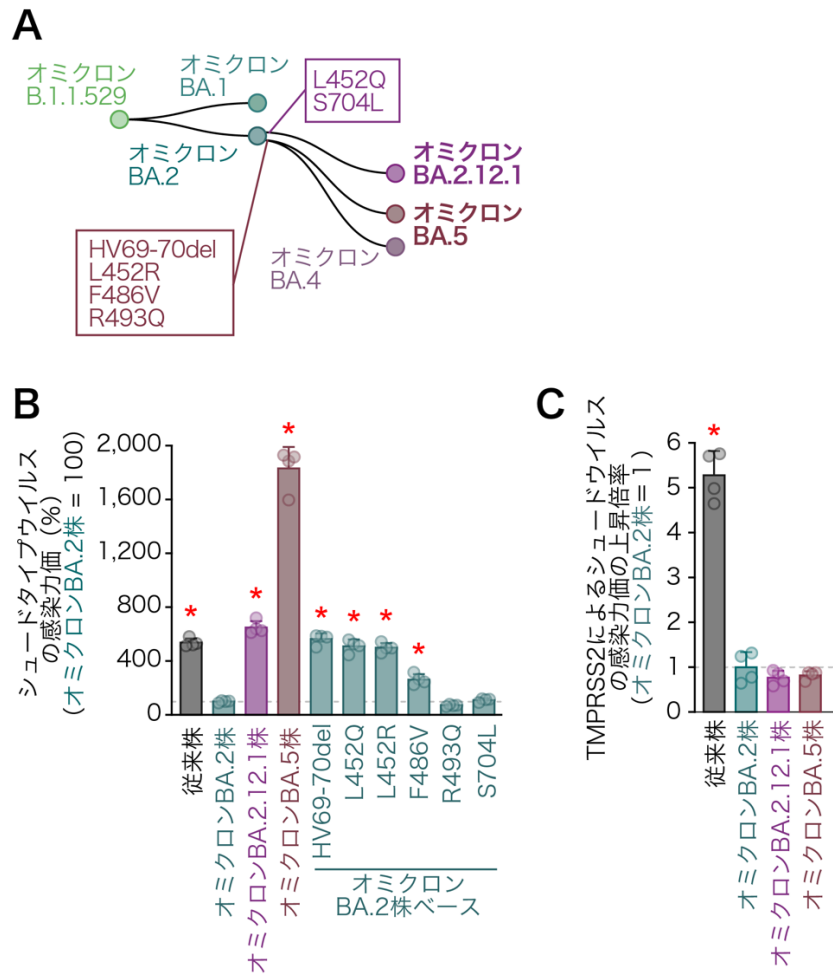 A
オミクロン
B.1.1.529
オミクロン
BA.1
L452Q
S704L
オミクロン
BA.2
オミクロン
BA.2.12.1
オミクロン
BA.5
HV69-70del
L452R
F486V
R493Q
オミクロン
BA.4
B
シュードタイプウイルス
の感染力価（%）
（オミクロンBA.2株 = 100）
2,000
1,600
1,200
800
400
0
*
*
*
*
*
*
*
従来株
オミクロンBA.2株
オミクロンBA.2.12.1株
オミクロンBA.5株
HV69-70del
L452Q
L452R
F486V
R493Q
S704L
オミクロン
BA.2株ベース
C
TMPRSS2によるシュードウイルス
の感染力価の上昇倍率
（オミクロンBA.2株 = 1）
6
5
4
3
2
1
0
*
従来株
オミクロンBA.2株
オミクロンBA.2.12.1株
オミクロンBA.5株